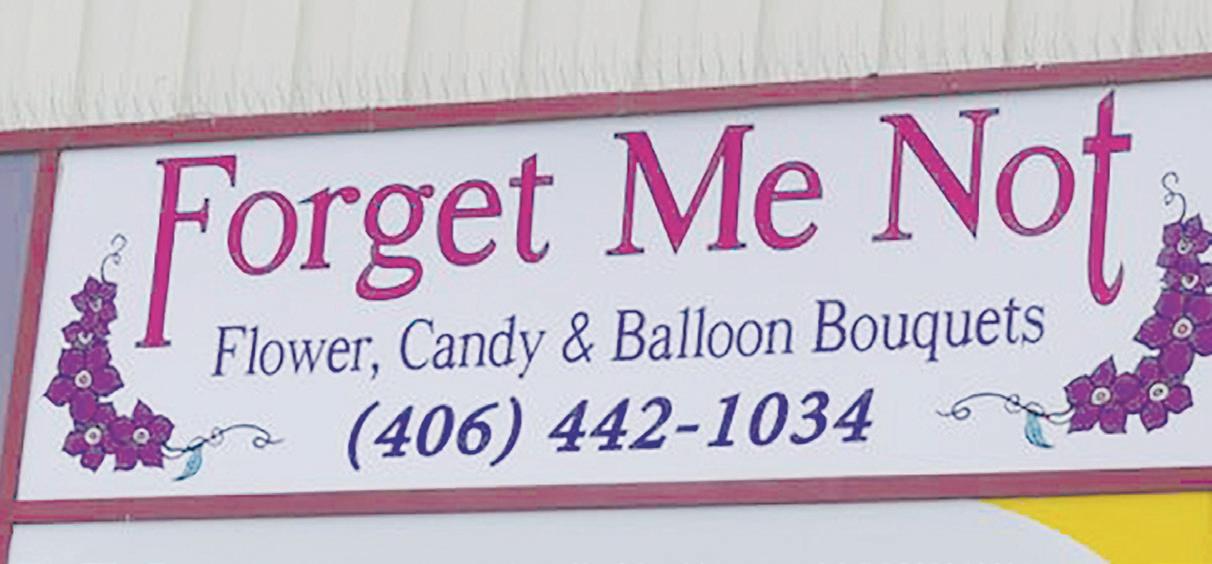 Forget Me Not
Flower, Candy & Balloon Bouquets
(406) 442-1034